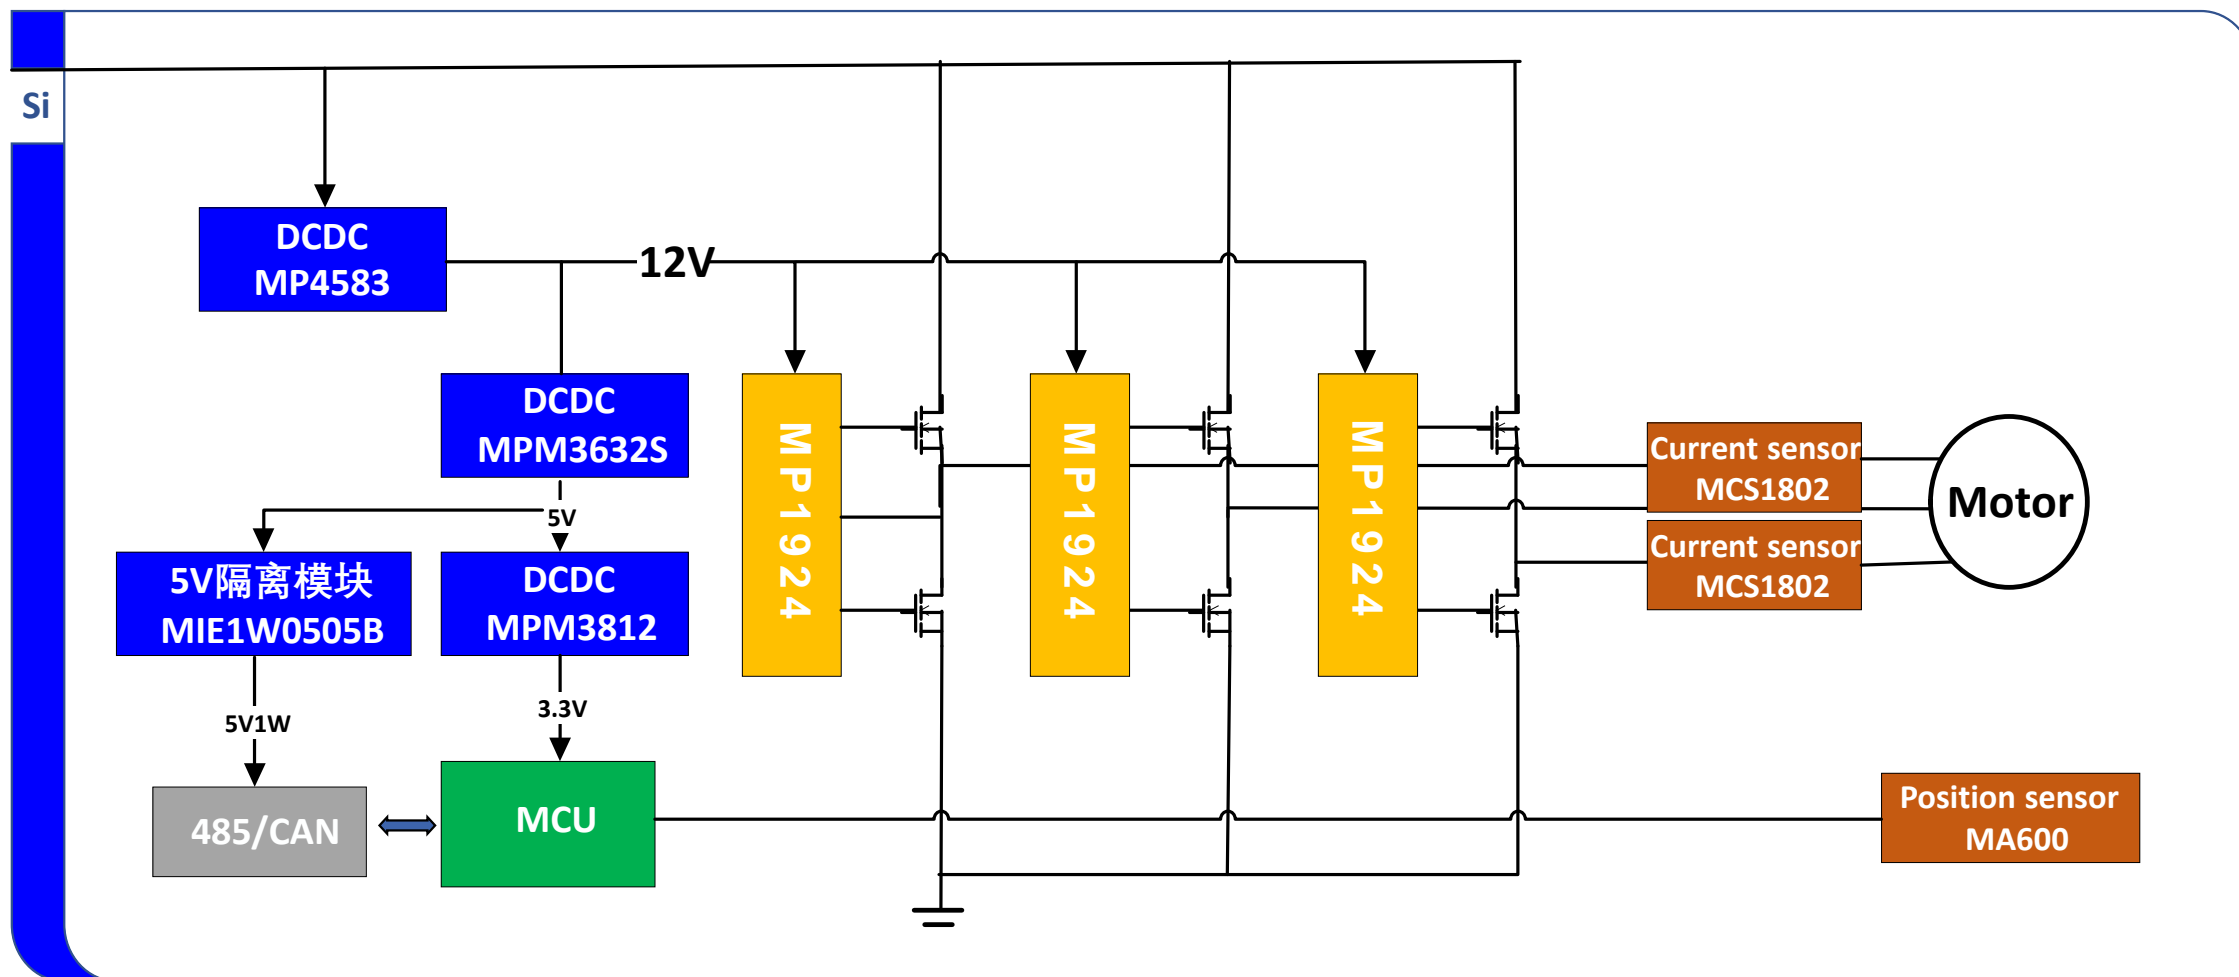 Si
DCDC
MP4583
12V
DCDC
MPM3632S
5V
5V隔离模块
MIE1W0505B
DCDC
MPM3812
5V1W
3.3V
485/CAN
MCU
MP1924
MP1924
MP1924
Current sensor
MCS1802
Current sensor
MCS1802
Motor
Position sensor
MA600